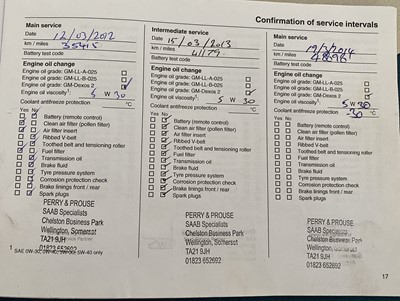 Confirmation of service intervals
Main service
Date 12/03/2012
km / miles 35415
Battery test code
Engine oil change
Engine oil grade: GM-LL-A-025
Engine oil grade: GM-LL-B-025
Engine oil grade: GM-Dexos 2
Engine oil viscosity¹: 5 W 30
Coolant antifreeze protection °C
Yes No
Battery (remote control)
Clean air filter (pollen filter)
Air filter insert
Ribbed V-belt
Toothed belt and tensioning roller
Fuel filter
Transmission oil
Brake fluid
Tyre pressure system
Corrosion protection check
Brake linings front / rear
Spark plugs
PERRY & PROUSE
SAAB Specialists
Chelston Business Park
Wellington, Somerset
TA21 9JH
01823 652692
Intermediate service
Date 15/03/2013
km / miles 41179
Battery test code
Engine oil change
Engine oil grade: GM-LL-A-025
Engine oil grade: GM-LL-B-025
Engine oil grade: GM-Dexos 2
Engine oil viscosity¹: 5 W 30
Coolant antifreeze protection °C
Yes No
Battery (remote control)
Clean air filter (pollen filter)
Air filter insert
Ribbed V-belt
Toothed belt and tensioning roller
Fuel filter
Transmission oil
Brake fluid
Tyre pressure system
Corrosion protection check
Brake linings front / rear
Spark plugs
PERRY & PROUSE
SAAB Specialists
Chelston Business Park
Wellington, Somerset
TA21 9JH
01823 652692
Main service
Date
km / miles
Battery test code
Engine oil change
Engine oil grade: GM-LL-A-025
Engine oil grade: GM-LL-B-025
Engine oil grade: GM-Dexos 2
Engine oil viscosity¹: 5 W 30
Coolant antifreeze protection -30 °C
Yes No
Battery (remote control)
Clean air filter (pollen filter)
Air filter insert
Ribbed V-belt
Toothed belt and tensioning roller
Fuel filter
Transmission oil
Brake fluid
Tyre pressure system
Corrosion protection check
Brake linings front / rear
Spark plugs
PERRY & PROUSE
SAAB Specialists
Chelston Business Park
Wellington, Somerset
TA21 9JH
01823 652692
1 SAE 0W-30, 0W-40, 5W-30, 5W-40 only
17